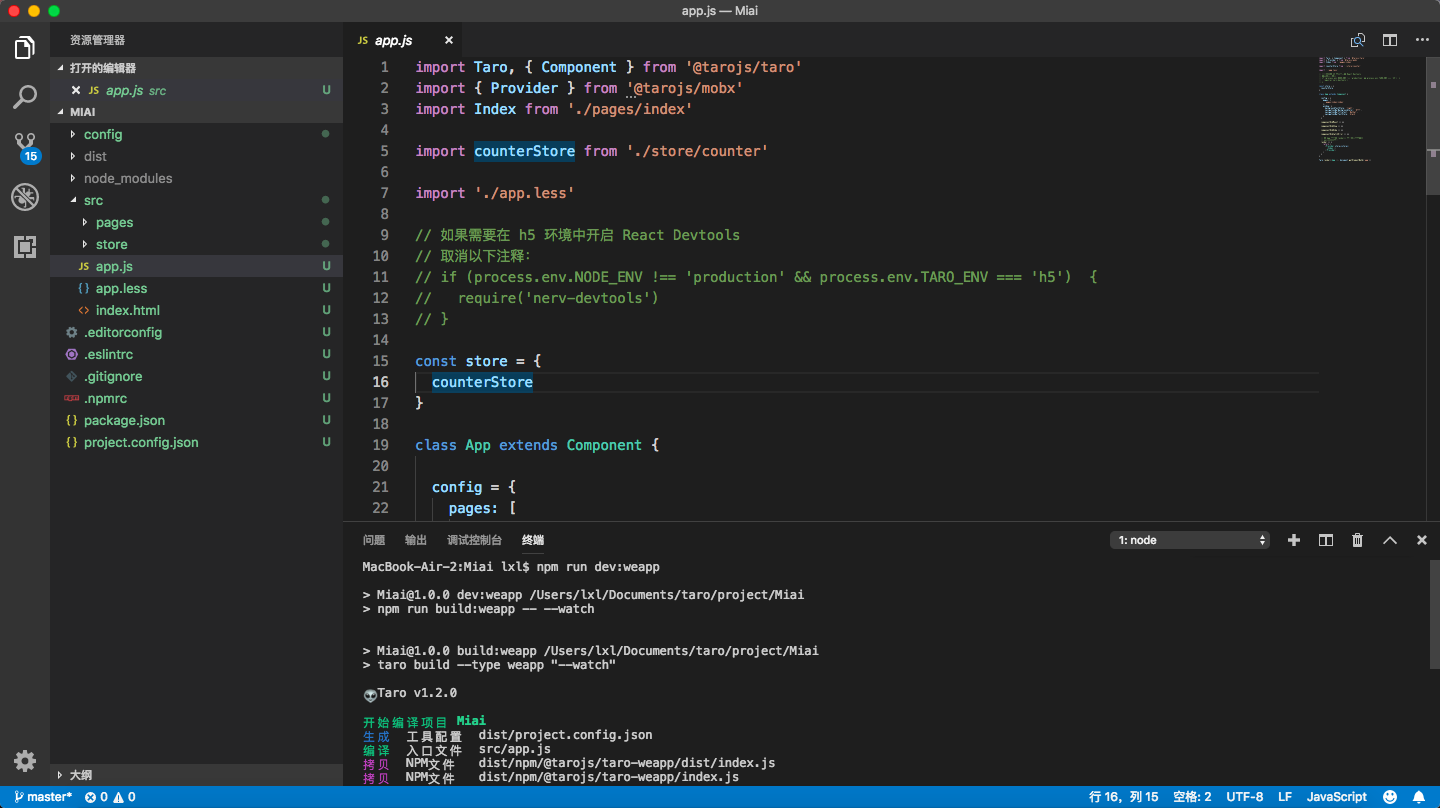 app.js — Miai
资源管理器
打开的编辑器
JS app.js src U
MIAI
config
dist
node_modules
src
pages
store
JS app.js U
{} app.less U
<> index.html U
.editorconfig U
.eslintrc U
.gitignore U
npm .npmrc U
{} package.json U
{} project.config.json U
大纲
15
JS app.js
1 import Taro, { Component } from '@tarojs/taro'
2 import { Provider } from '@tarojs/mobx'
3 import Index from './pages/index'
4
5 import counterStore from './store/counter'
6
7 import './app.less'
8
9 // 如果需要在 h5 环境中开启 React Devtools
10 // 取消以下注释:
11 // if (process.env.NODE_ENV !== 'production' && process.env.TARO_ENV === 'h5')  {
12 //   require('nerv-devtools')
13 // }
14
15 const store = {
16   counterStore
17 }
18
19 class App extends Component {
20
21   config = {
22     pages: [
问题 输出 调试控制台 终端
1: node
MacBook-Air-2:Miai lxl$ npm run dev:weapp
> Miai@1.0.0 dev:weapp /Users/lxl/Documents/taro/project/Miai
> npm run build:weapp -- --watch
> Miai@1.0.0 build:weapp /Users/lxl/Documents/taro/project/Miai
> taro build --type weapp "--watch"
👽Taro v1.2.0
开始编译项目 Miai
生成 工具配置 dist/project.config.json
编译 入口文件 src/app.js
拷贝 NPM文件 dist/npm/@tarojs/taro-weapp/dist/index.js
拷贝 NPM文件 dist/npm/@tarojs/taro-weapp/index.js
master* 0 0 行 16，列 15 空格: 2 UTF-8 LF JavaScript